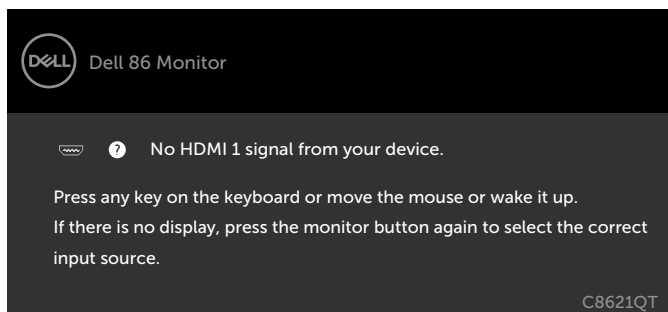 DELL
Dell 86 Monitor
? No HDMI 1 signal from your device.
Press any key on the keyboard or move the mouse or wake it up.
If there is no display, press the monitor button again to select the correct
input source.
C8621QT